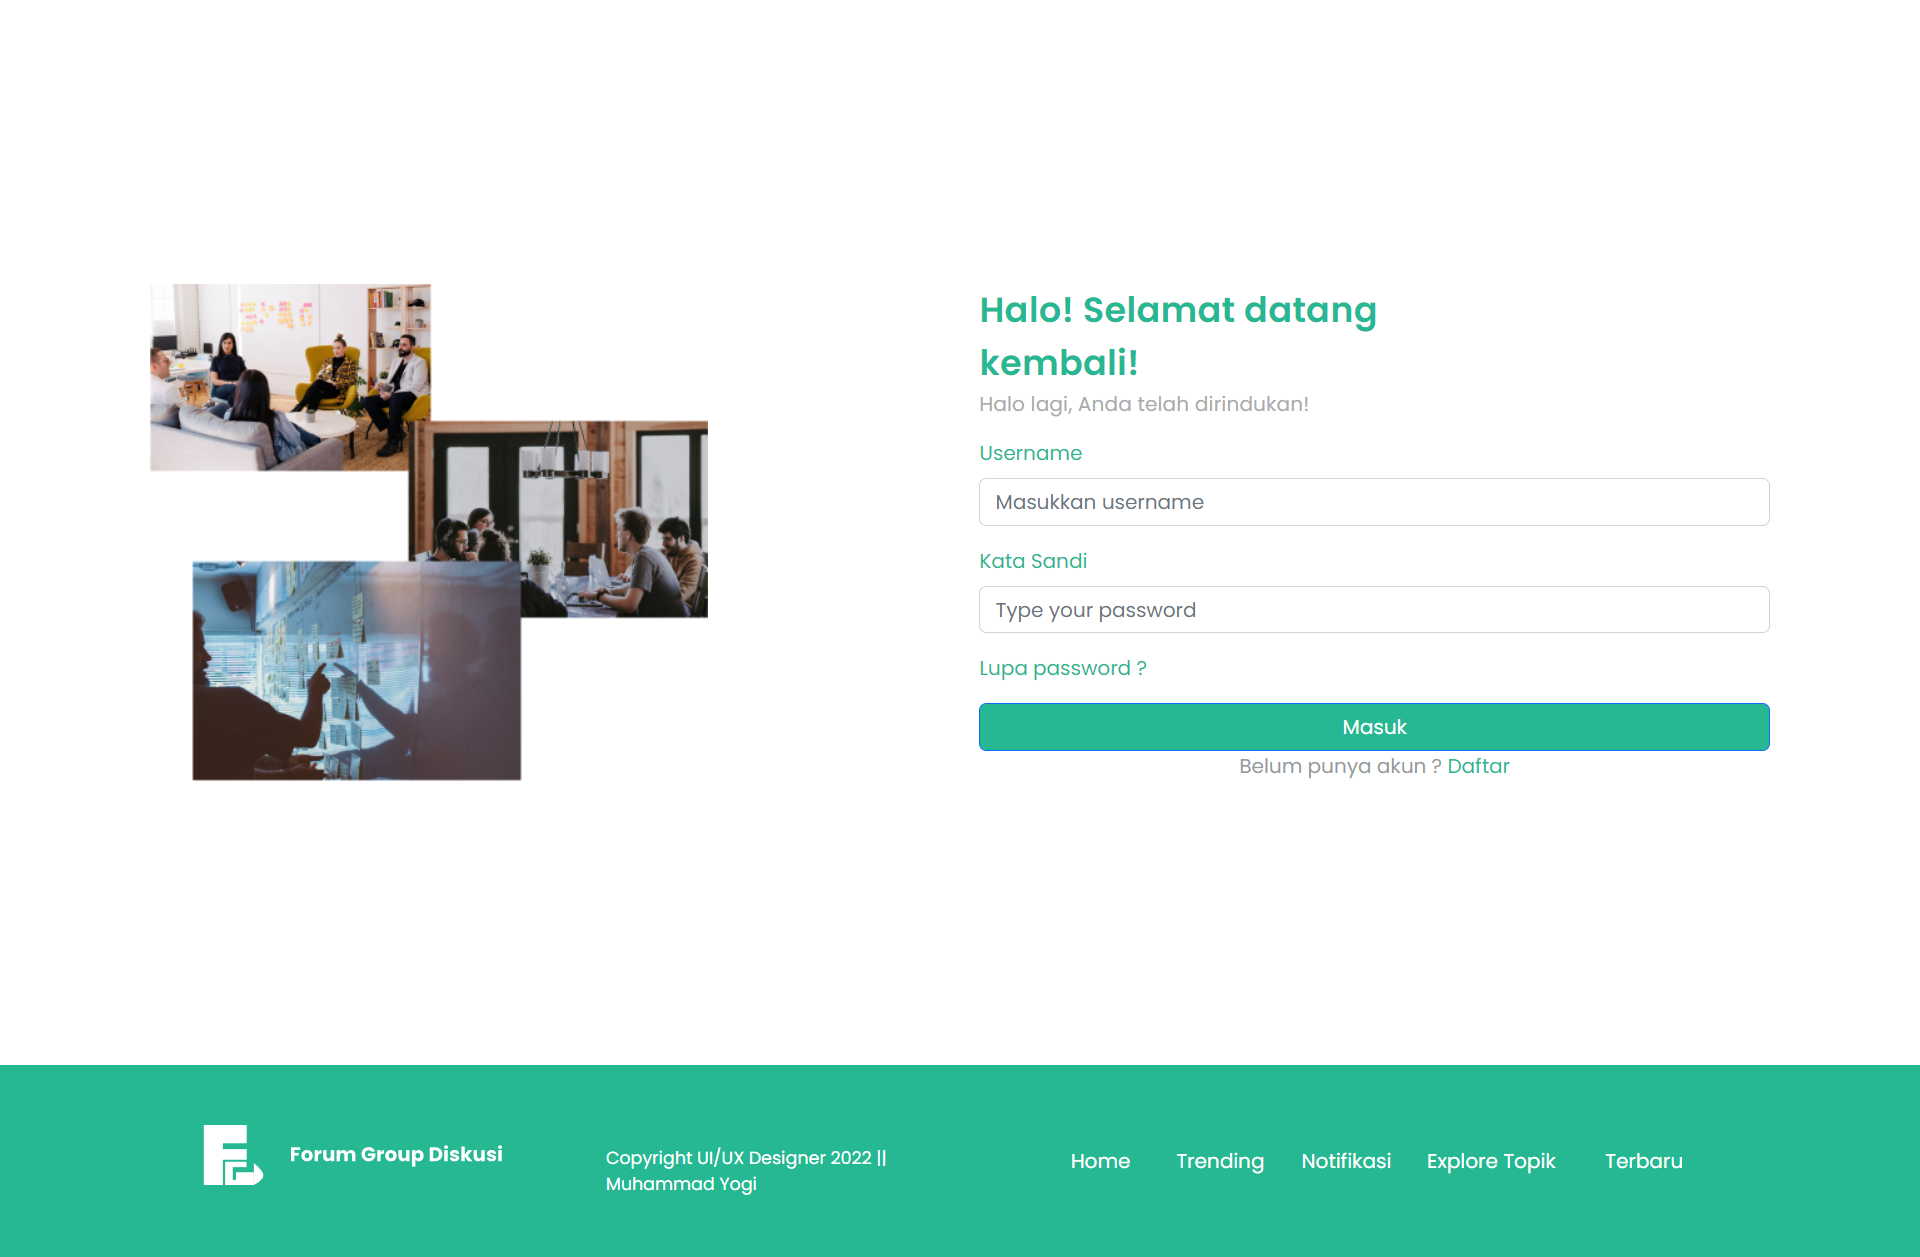 Halo! Selamat datang
kembali!
Halo lagi, Anda telah dirindukan!
Username
Masukkan username
Kata Sandi
Type your password
Lupa password ?
Masuk
Belum punya akun ? Daftar
Forum Group Diskusi
Copyright UI/UX Designer 2022 ||
Muhammad Yogi
Home Trending Notifikasi Explore Topik Terbaru